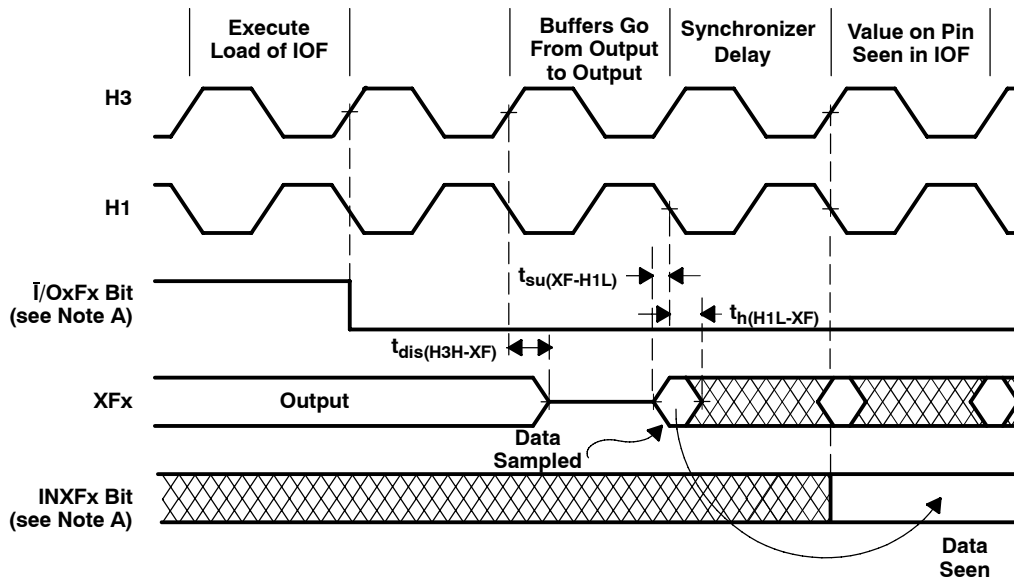 Execute
Load of IOF
Buffers Go
From Output
to Output
Synchronizer
Delay
Value on Pin
Seen in IOF
H3
H1
Ī/OxFx Bit
(see Note A)
tsu(XF-H1L)
th(H1L-XF)
tdis(H3H-XF)
XFx
Output
Data
Sampled
INXFx Bit
(see Note A)
Data
Seen